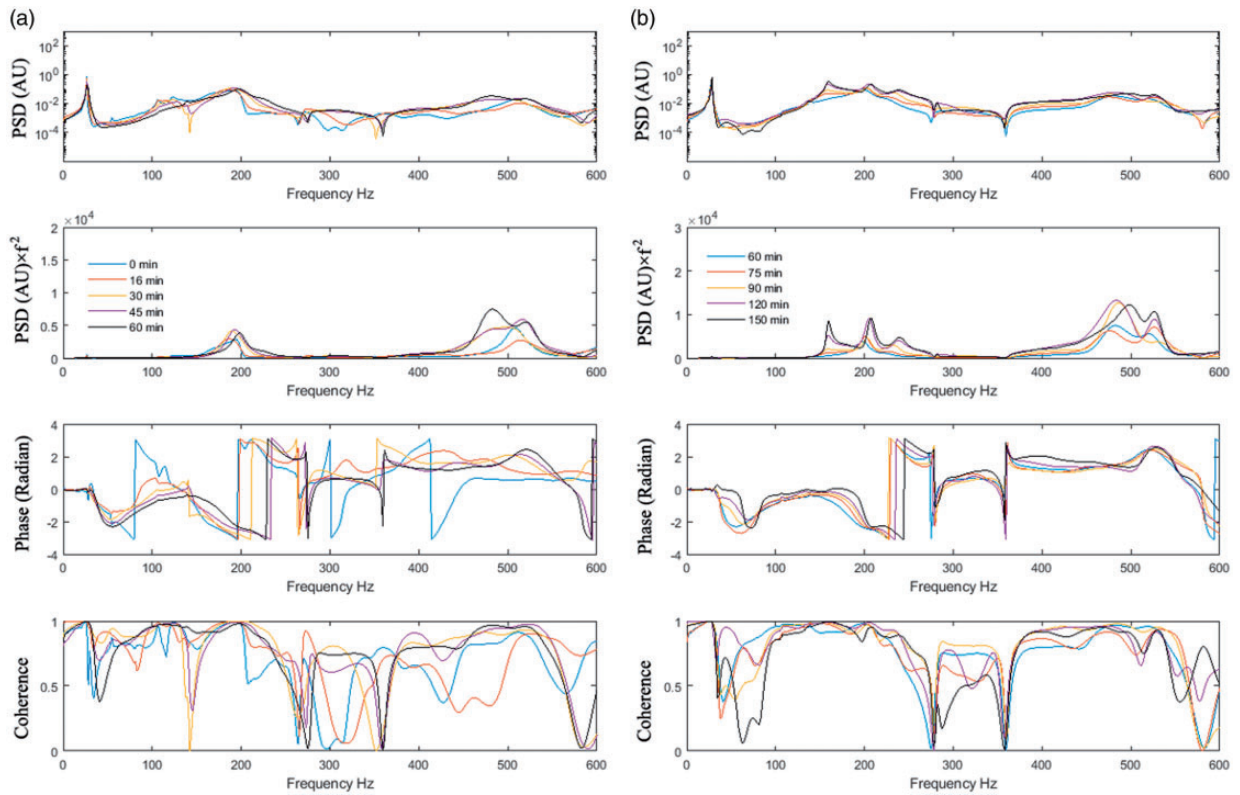 (a)
PSD (AU)
10^2
10^0
10^-2
10^-4
0 100 200 300 400 500 600
Frequency Hz
PSD (AU)×f^-2
×10^4
2
1.5
1
0.5
0
0 min
16 min
30 min
45 min
60 min
0 100 200 300 400 500 600
Frequency Hz
Phase (Radian)
4
2
0
-2
-4
0 100 200 300 400 500 600
Frequency Hz
Coherence
1
0.5
0
0 100 200 300 400 500 600
Frequency Hz
(b)
PSD (AU)
10^2
10^0
10^-2
10^-4
0 100 200 300 400 500 600
Frequency Hz
PSD (AU)×f^-2
×10^4
3
2
1
0
60 min
75 min
90 min
120 min
150 min
0 100 200 300 400 500 600
Frequency Hz
Phase (Radian)
4
2
0
-2
-4
0 100 200 300 400 500 600
Frequency Hz
Coherence
1
0.5
0
0 100 200 300 400 500 600
Frequency Hz